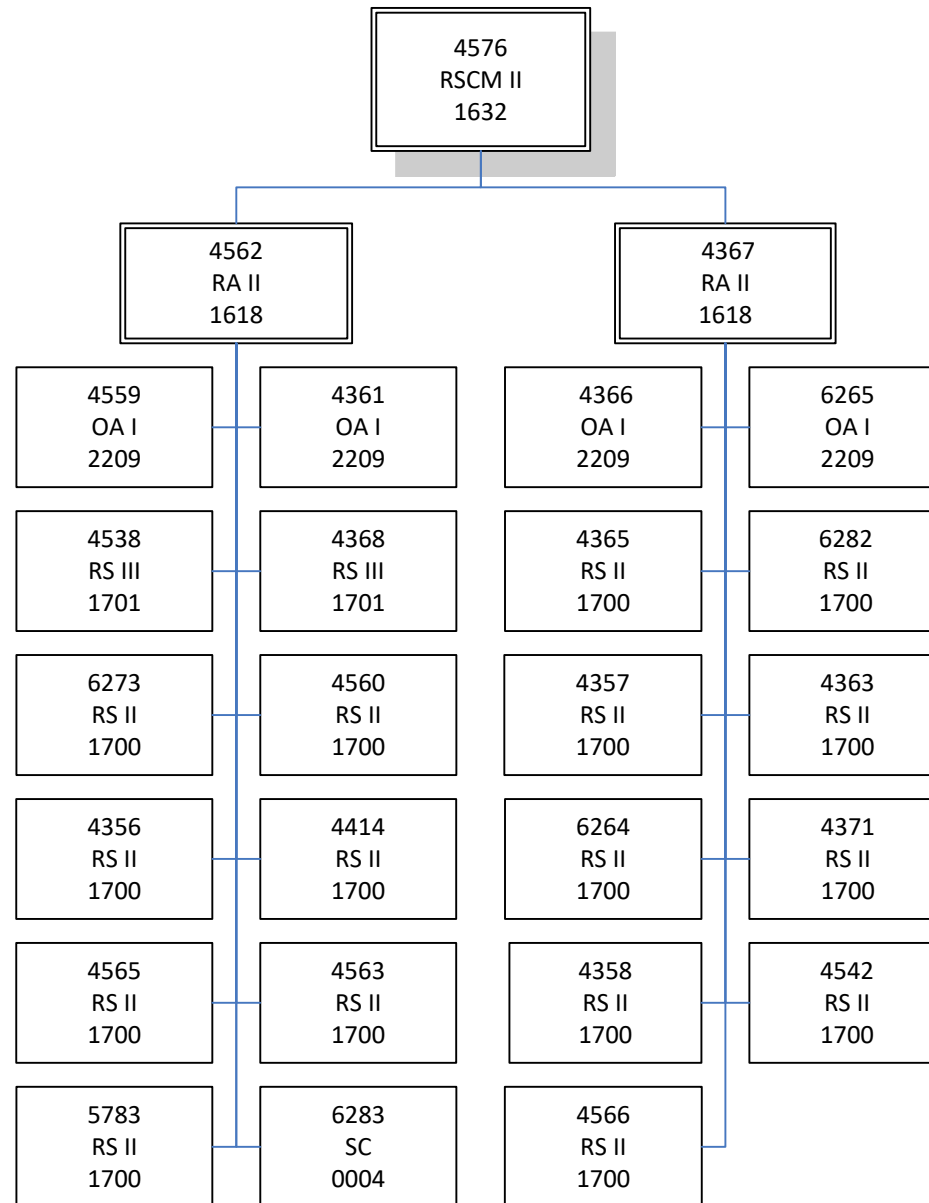 4576
RSCM II
1632
4562
RA II
1618
4367
RA II
1618
4559
OA I
2209
4361
OA I
2209
4366
OA I
2209
6265
OA I
2209
4538
RS III
1701
4368
RS III
1701
4365
RS II
1700
6282
RS II
1700
6273
RS II
1700
4560
RS II
1700
4357
RS II
1700
4363
RS II
1700
4356
RS II
1700
4414
RS II
1700
6264
RS II
1700
4371
RS II
1700
4565
RS II
1700
4563
RS II
1700
4358
RS II
1700
4542
RS II
1700
5783
RS II
1700
6283
SC
0004
4566
RS II
1700